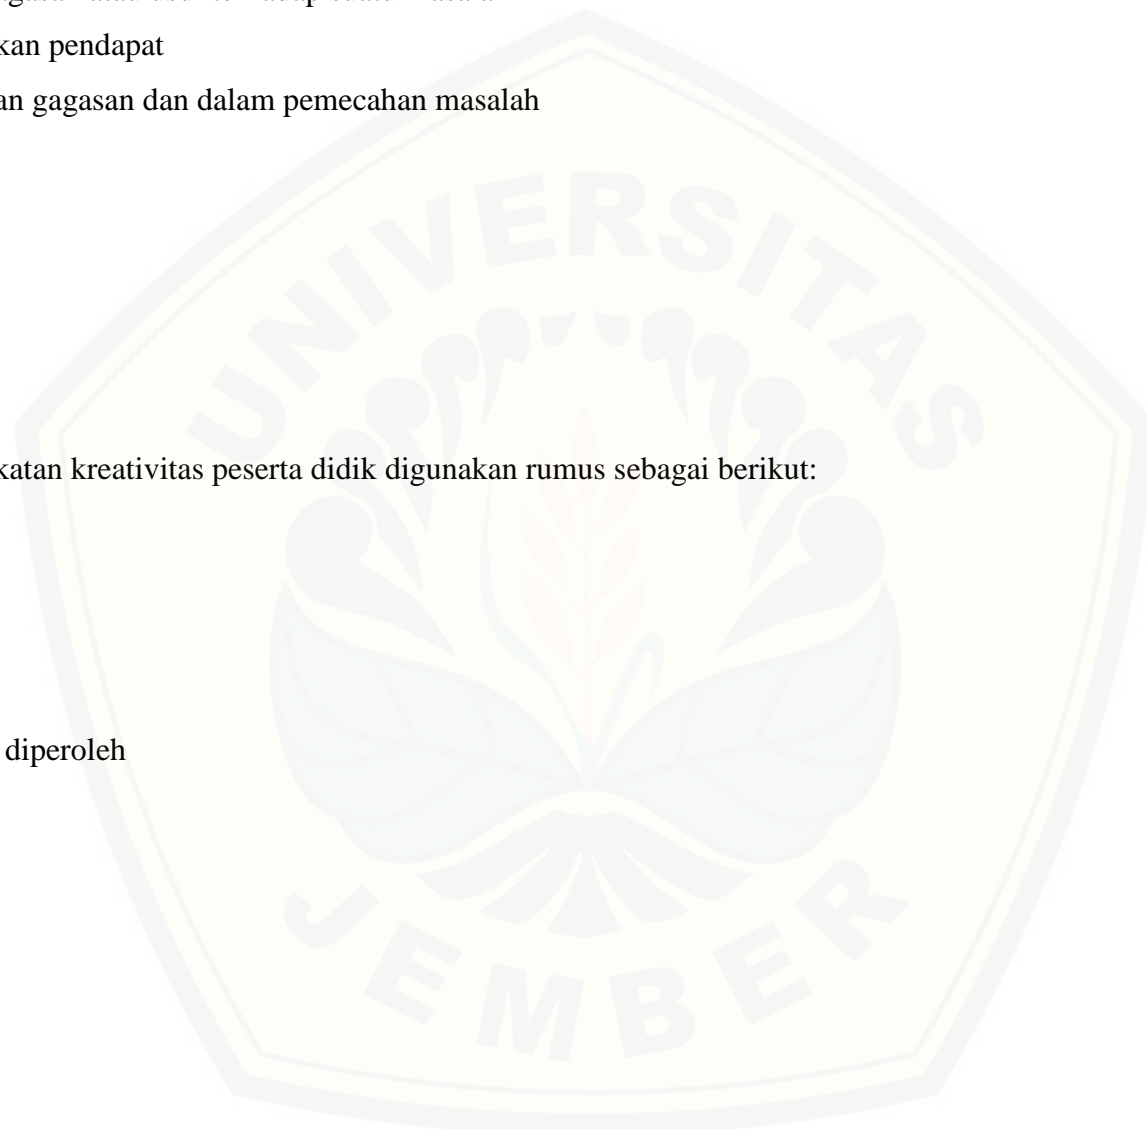 kan pendapat
an gagasan dan dalam pemecahan masalah
UNIVERSITAS
katan kreativitas peserta didik digunakan rumus sebagai berikut:
diperoleh
JEMBER